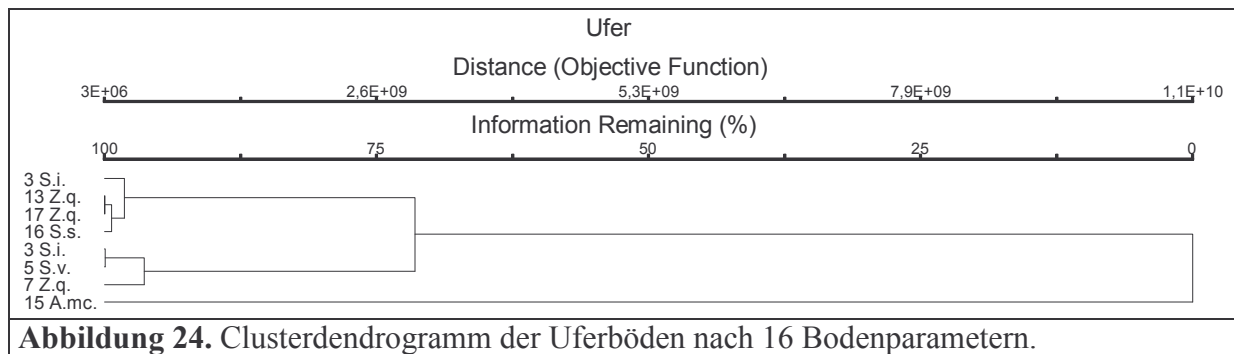 Ufer
Distance (Objective Function)
3E+06 2,6E+09 5,3E+09 7,9E+09 1,1E+10
Information Remaining (%)
100 75 50 25 0
3 S.i.
13 Z.q.
17 Z.q.
16 S.s.
3 S.i.
5 S.v.
7 Z.q.
15 A.mc.
Abbildung 24. Clusterdendrogramm der Uferböden nach 16 Bodenparametern.